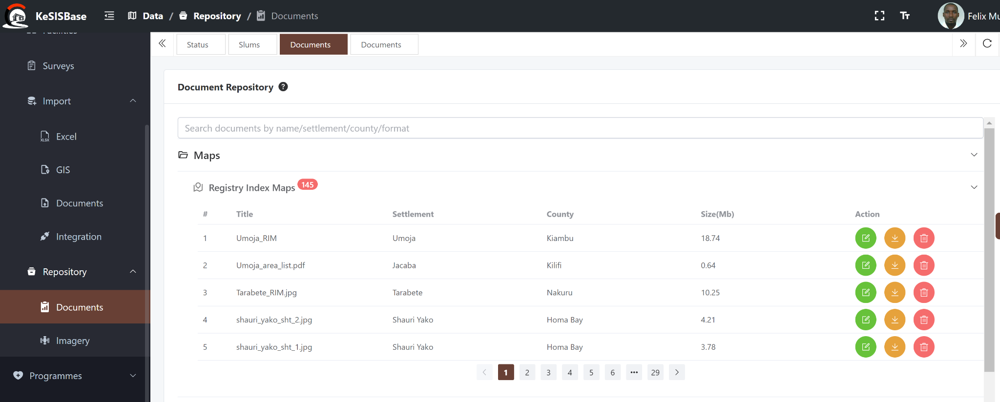 KeSISBase Data / Repository / Documents Felix Mu
Status Slums Documents Documents
Surveys
Import
Excel
XLSX
GIS
Documents
Integration
Repository
Documents
Imagery
Programmes
Document Repository ?
Search documents by name/settlement/county/format
Maps
Registry Index Maps 145
# Title Settlement County Size(Mb) Action
1 Umoja_RIM Umoja Kiambu 18.74
2 Umoja_area_list.pdf Jacaba Kilifi 0.64
3 Tarabete_RIM.jpg Tarabete Nakuru 10.25
4 shauri_yako_sht_2.jpg Shauri Yako Homa Bay 4.21
5 shauri_yako_sht_1.jpg Shauri Yako Homa Bay 3.78
1 2 3 4 5 6 ••• 29